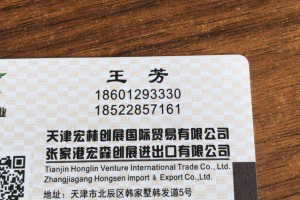 王 芳
18601293330
18522857161
业
天津宏林创展国际贸易有限公司
张家港宏森创展进出口有限公司
Tianjin Honglin Venture International Trade Co., Ltd.
Zhangjiagang Hongsen import & Export Co., Ltd
地址：天津市北辰区韩家墅韩发道5号